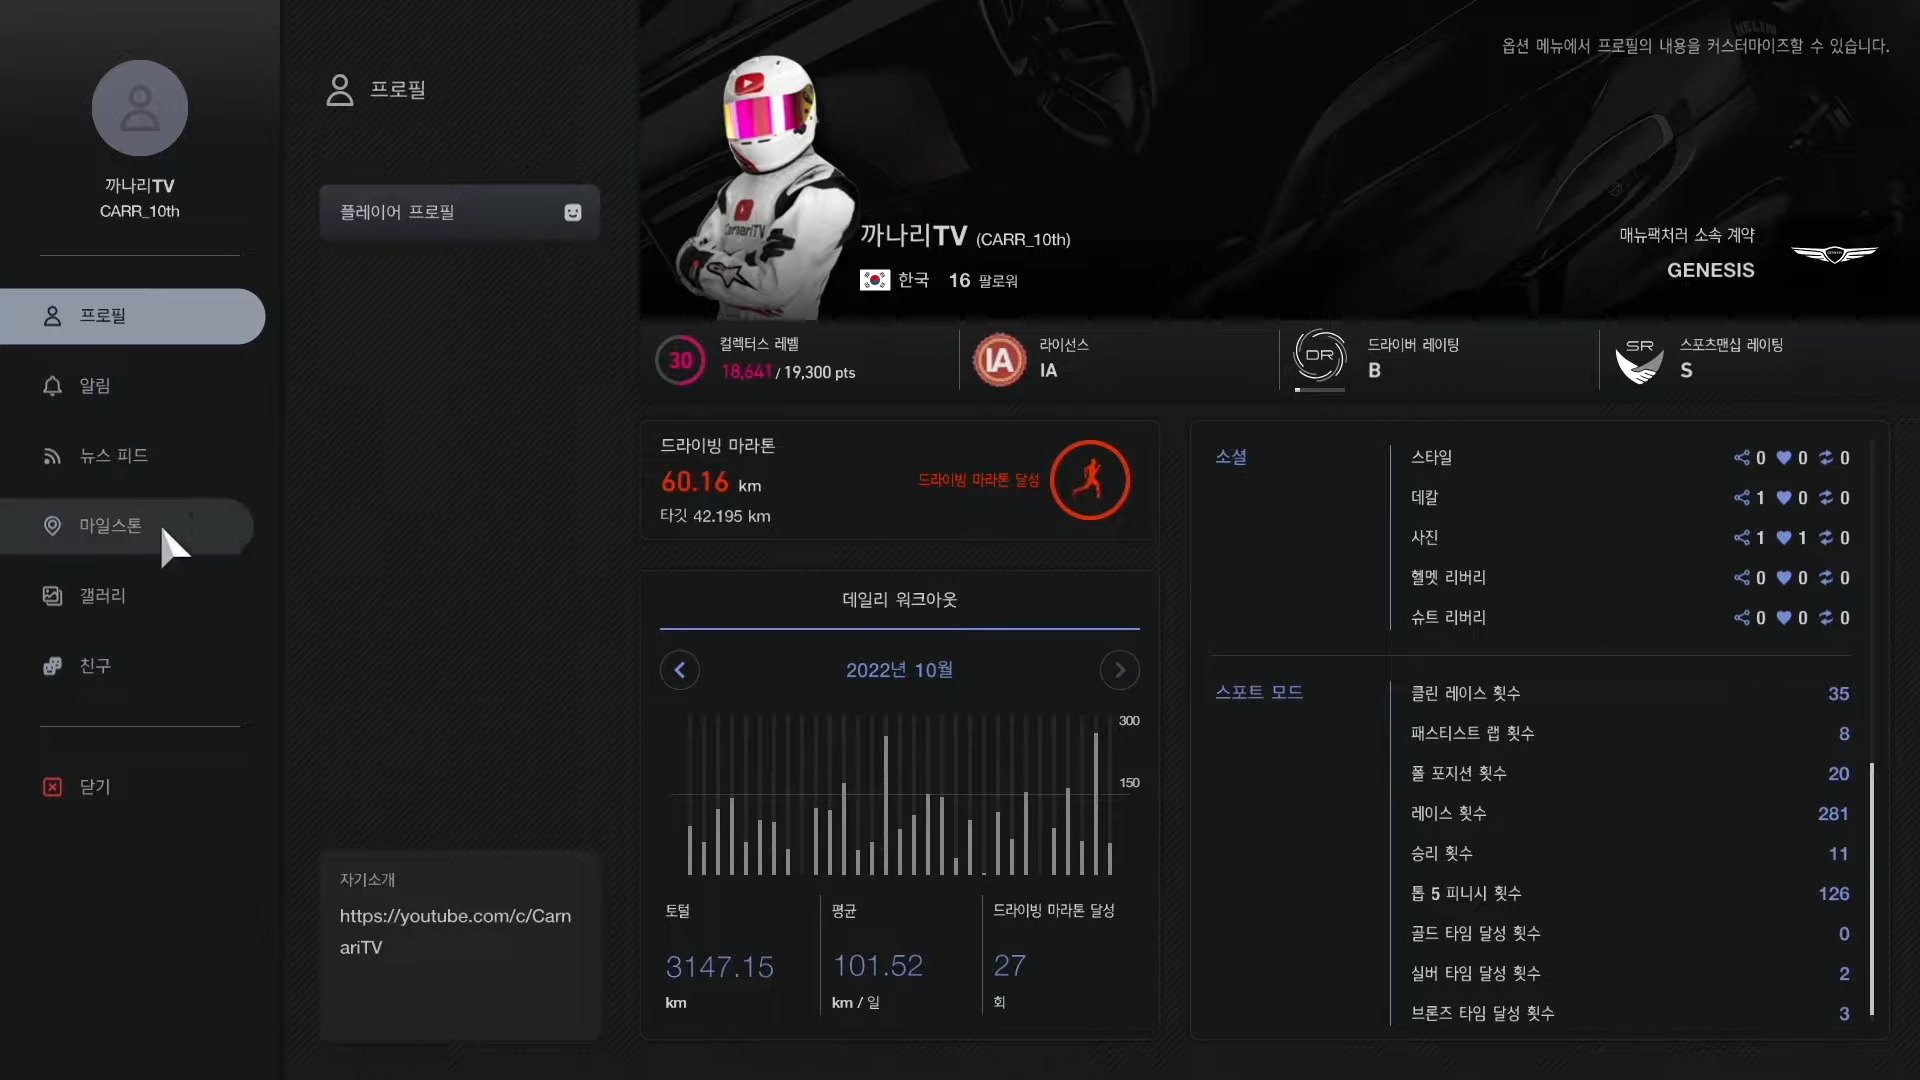 까나리TV
CARR_10th
프로필
알림
뉴스 피드
마일스톤
갤러리
친구
닫기
프로필
플레이어 프로필
자기소개
https://youtube.com/c/Carn
ariTV
옵션 메뉴에서 프로필의 내용을 커스터마이즈할 수 있습니다.
CarnariTV
까나리TV (CARR_10th)
한국 16 팔로워
매뉴팩처러 소속 계약
GENESIS
30
컬렉터스 레벨
18,641 / 19,300 pts
IA
라이선스
IA
DR
드라이버 레이팅
B
SR
스포츠맨십 레이팅
S
드라이빙 마라톤
60.16 km
타깃 42.195 km
드라이빙 마라톤 달성
데일리 워크아웃
2022년 10월
300
150
토털
3147.15
km
평균
101.52
km / 일
드라이빙 마라톤 달성
27
회
소셜
스타일 0 0 0
데칼 1 0 0
사진 1 1 0
헬멧 리버리 0 0 0
슈트 리버리 0 0 0
스포트 모드
클린 레이스 횟수 35
패스티스트 랩 횟수 8
폴 포지션 횟수 20
레이스 횟수 281
승리 횟수 11
톱 5 피니시 횟수 126
골드 타임 달성 횟수 0
실버 타임 달성 횟수 2
브론즈 타임 달성 횟수 3